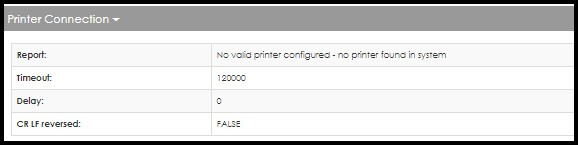 Printer Connection
Report: No valid printer configured - no printer found in system
Timeout: 120000
Delay: 0
CR LF reversed: FALSE